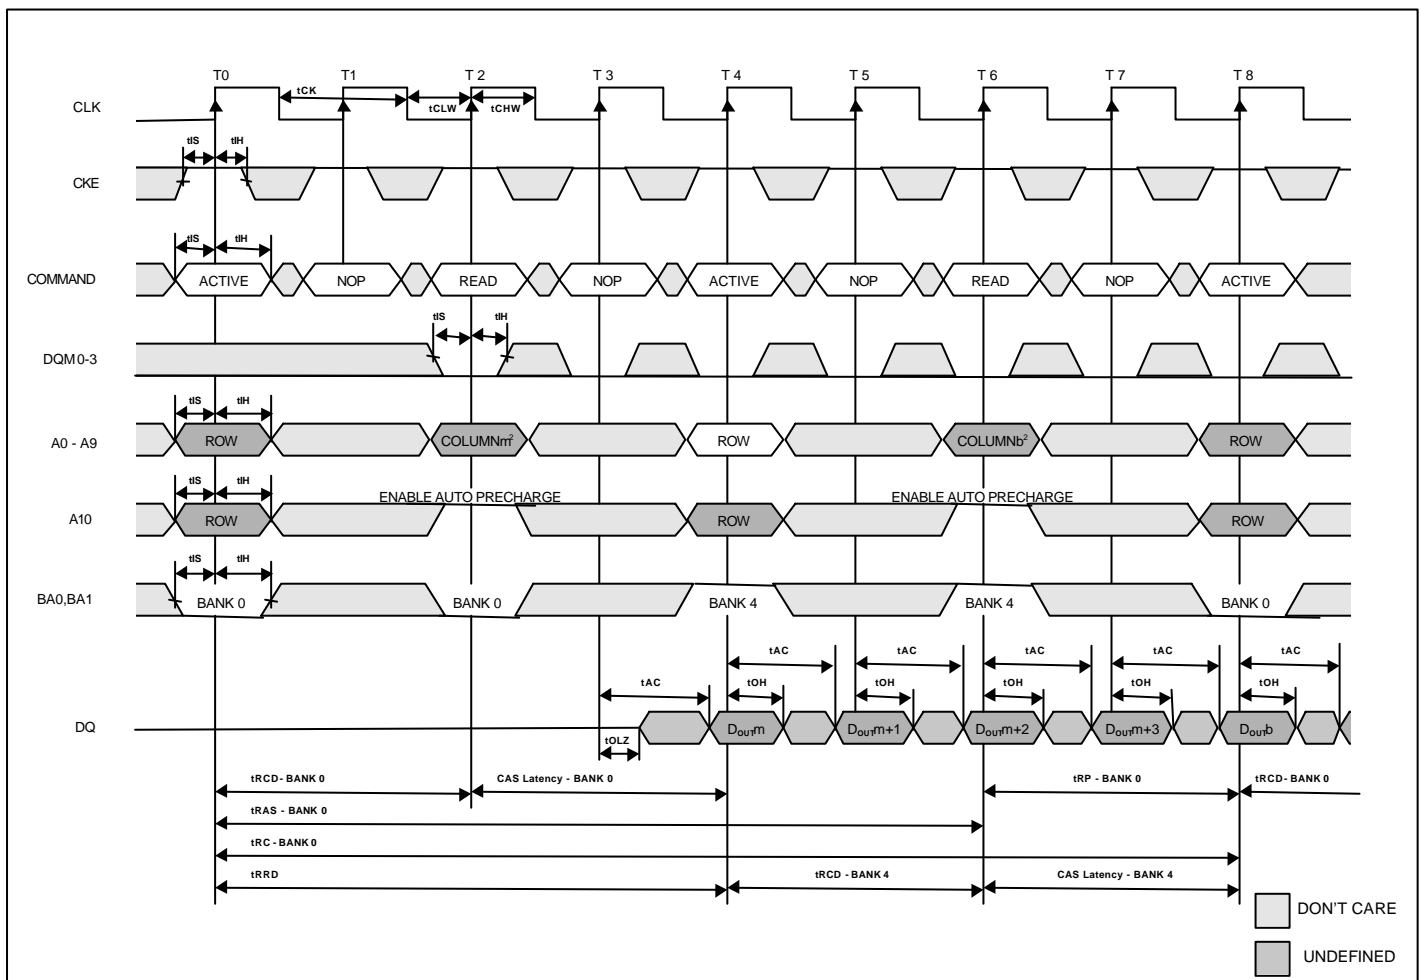 T0 T1 T 2 T 3 T 4 T 5 T 6 T 7 T 8
CLK
tCK tCLW tCHW
tIS tIH
CKE
tIS tIH
COMMAND ACTIVE NOP READ NOP ACTIVE NOP READ NOP ACTIVE
tIS tIH
DQM 0-3
tIS tIH
A0 - A9 ROW COLUMNm² ROW COLUMNb² ROW
tIS tIH
ENABLE AUTO PRECHARGE ENABLE AUTO PRECHARGE
A10 ROW ROW ROW
tIS tIH
BA0,BA1 BANK 0 BANK 0 BANK 4 BANK 4 BANK 0
tAC tAC tAC tAC tAC
tAC tOH tOH tOH tOH tOH
DQ DOUTm DOUTm+1 DOUTm+2 DOUTm+3 DOUTb
tOLZ
tRCD- BANK 0 CAS Latency - BANK 0 tRP - BANK 0 tRCD- BANK 0
tRAS - BANK 0
tRC - BANK 0
tRRD tRCD - BANK 4 CAS Latency - BANK 4
DON'T CARE
UNDEFINED